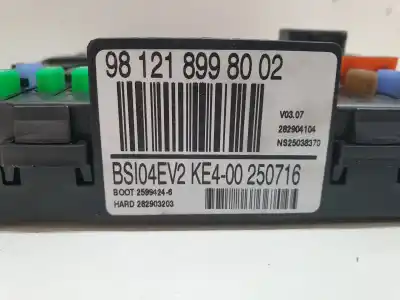 98 121 899 80 02
V03.07
282904104
NS25038370
BSI04EV2 KE4-00 250716
BOOT 2599424-6
HARD 282903203